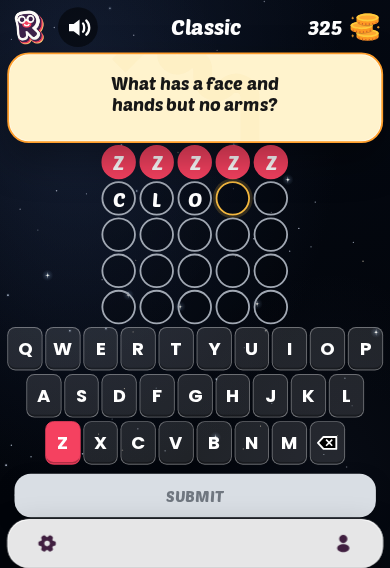 R
Classic
325
What has a face and
hands but no arms?
Z Z Z Z Z
C L O
Q W E R T Y U I O P
A S D F G H J K L
Z X C V B N M
SUBMIT